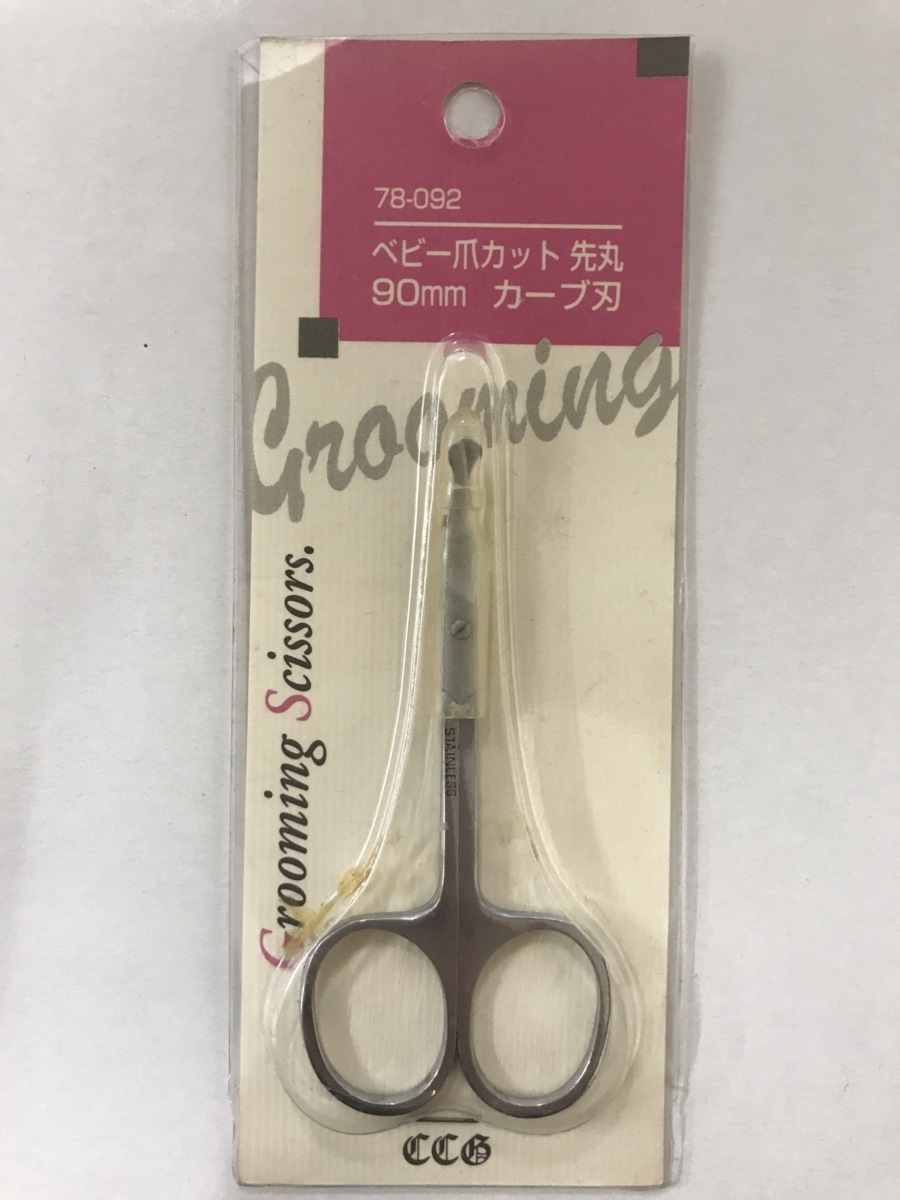 78-092
ベビー爪カット 先丸
90mm カーブ刃
Grooming
Grooming Scissors.
STAINLESS
CCG